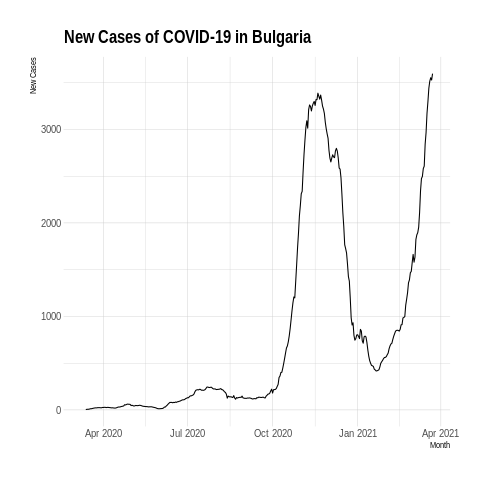 New Cases of COVID-19 in Bulgaria
New Cases
3000
2000
1000
0
Apr 2020 Jul 2020 Oct 2020 Jan 2021 Apr 2021
Month